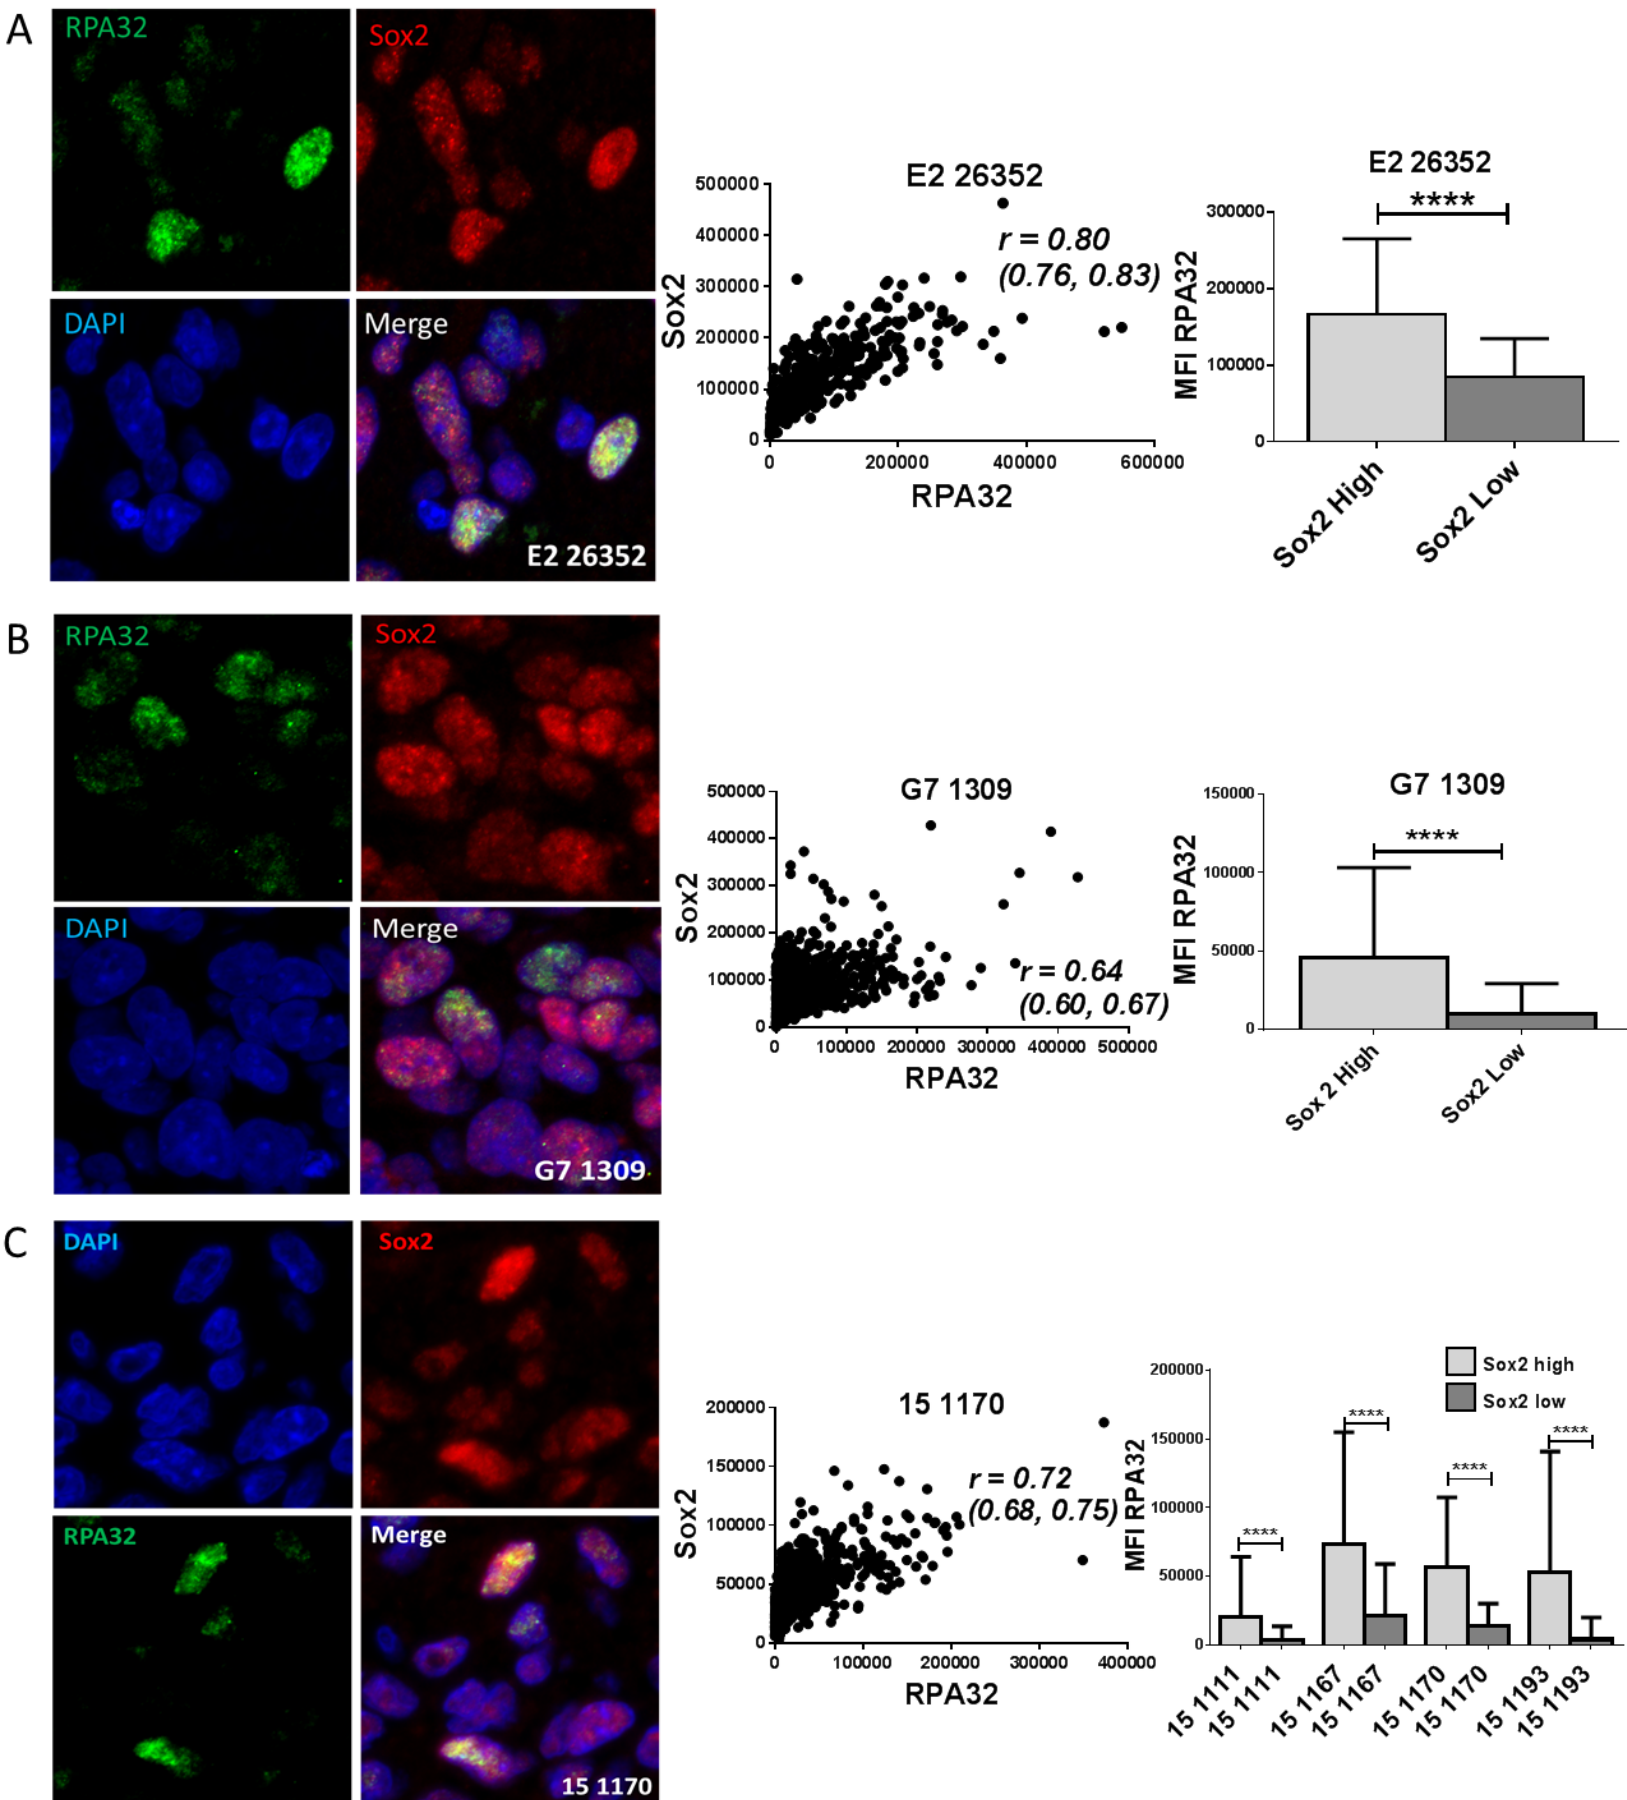 A
RPA32
Sox2
DAPI
Merge
E2 26352
E2 26352
500000
400000
300000
200000
100000
0
Sox2
r = 0.80
(0.76, 0.83)
0
200000
400000
600000
RPA32
E2 26352
****
300000
200000
100000
0
MFI RPA32
Sox2 High
Sox2 Low
B
RPA32
Sox2
DAPI
Merge
G7 1309
G7 1309
500000
400000
300000
200000
100000
0
Sox2
r = 0.64
(0.60, 0.67)
0
100000
200000
300000
400000
500000
RPA32
G7 1309
****
150000
100000
50000
0
MFI RPA32
Sox 2 High
Sox2 Low
C
DAPI
Sox2
RPA32
Merge
15 1170
15 1170
200000
150000
100000
50000
0
Sox2
r = 0.72
(0.68, 0.75)
0
100000
200000
300000
400000
RPA32
Sox2 high
Sox2 low
200000
150000
100000
50000
0
MFI RPA32
****
****
****
****
15 1111
15 1111
15 1167
15 1167
15 1170
15 1170
15 1193
15 1193